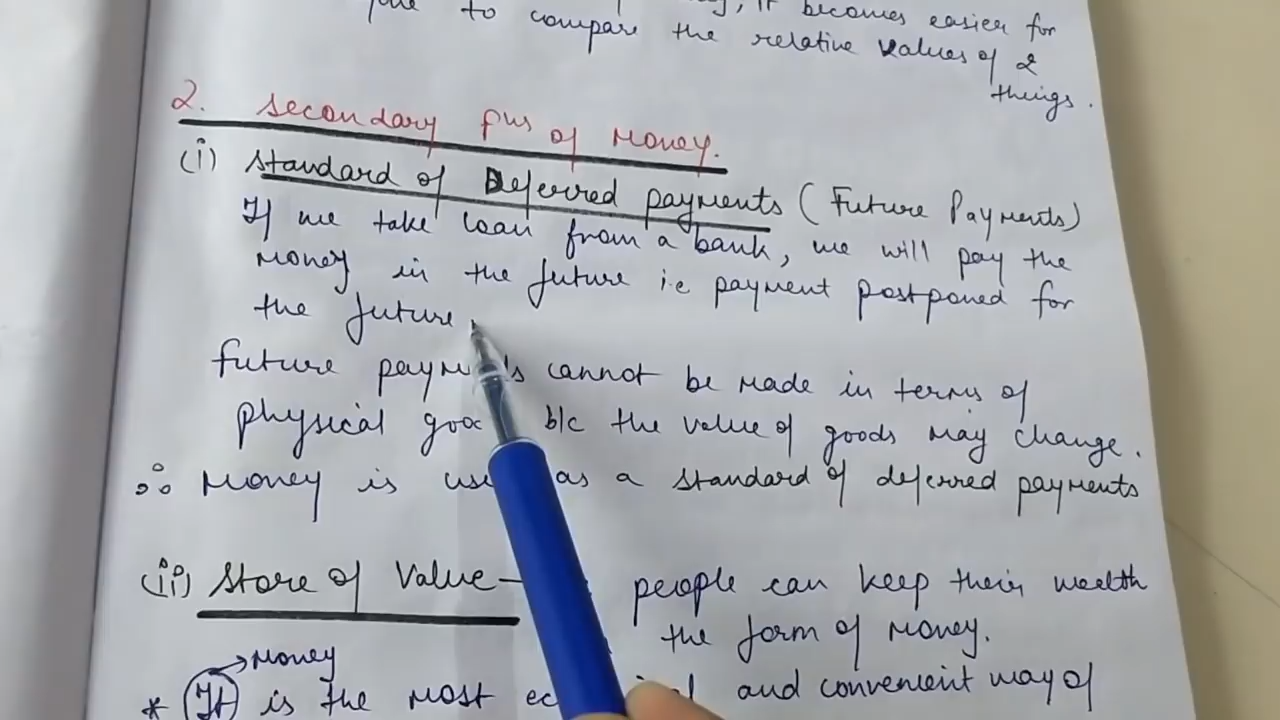 to compare the relative values of 2
becomes easier for
things.
2. Secondary fns of Money.
(i) Standard of Deferred payments (Future Payments)
If we take loan from a bank, we will pay the
Money in the future i.e payment postponed for
the future
future cannot be made in terms of
physical b/c the value of goods may change.
∴ Money is as a standard of deferred payments
(ii) Store of Value – people can keep their wealth
the form of Money.
→ Money
* It is the most and convenient way of